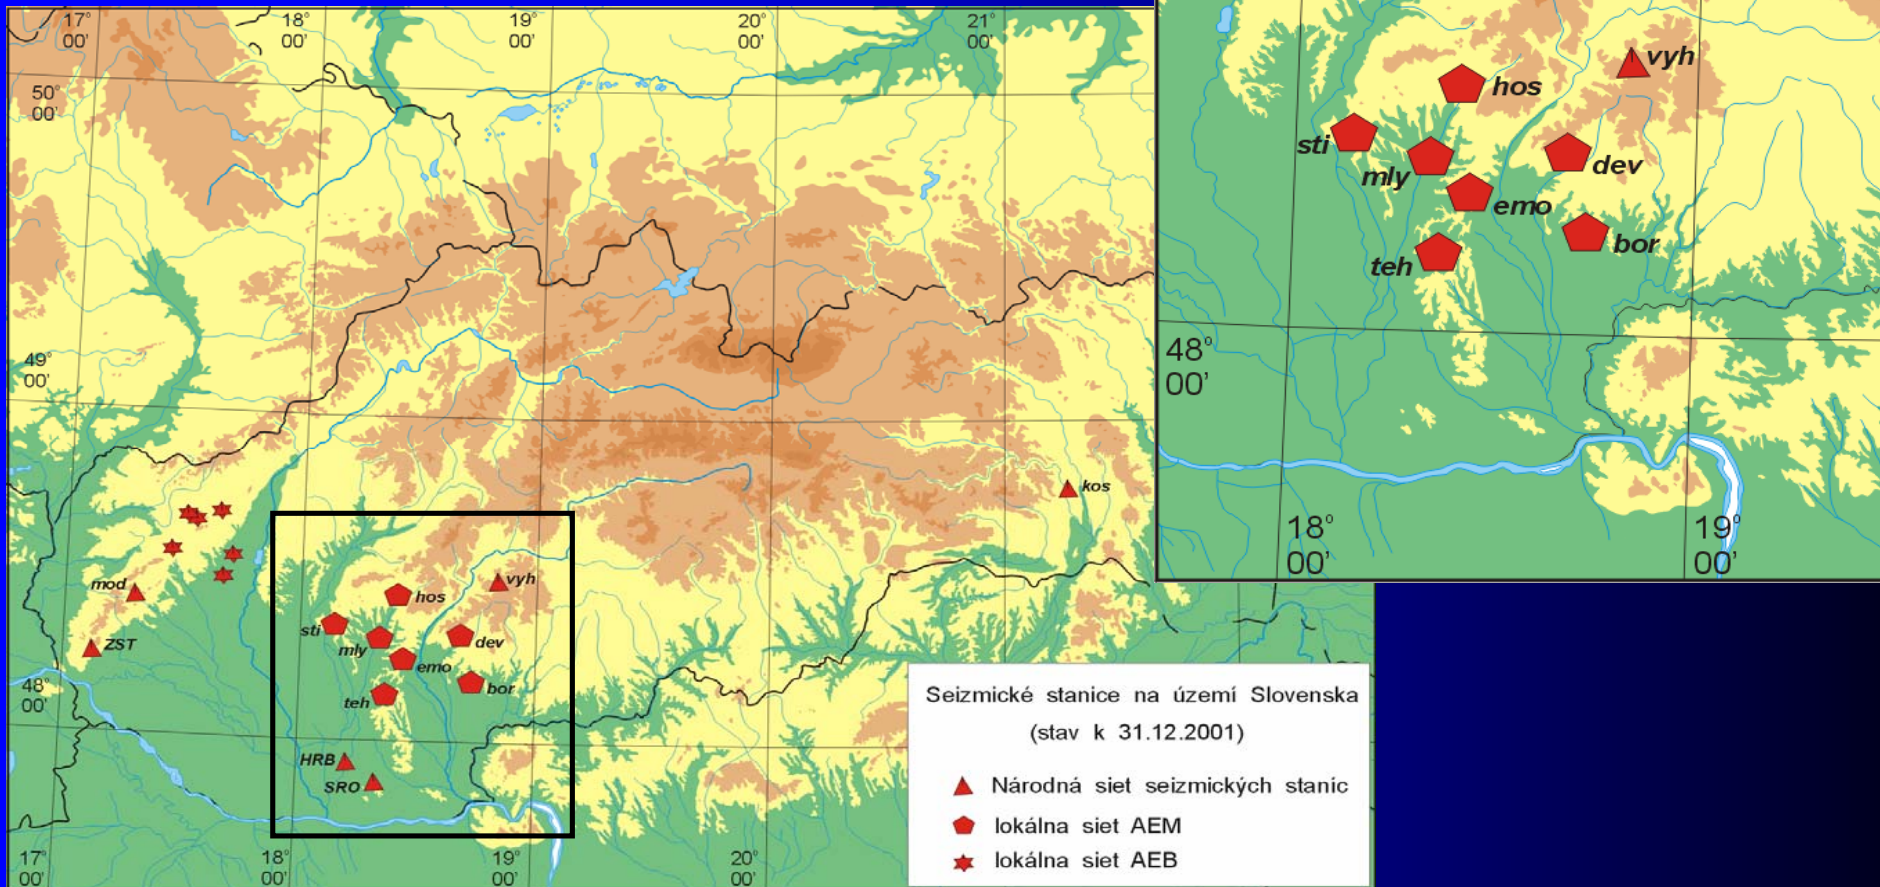 17° 00'
18° 00'
19° 00'
20° 00'
21° 00'
50° 00'
49° 00'
48° 00'
mod
ZST
hos
vyh
sti
mly
dev
emo
bor
teh
HRB
SRO
kos
17° 00'
18° 00'
19° 00'
20° 00'
vyh
hos
sti
mly
dev
emo
bor
teh
48° 00'
18° 00'
19° 00'
Seizmické stanice na území Slovenska
(stav k 31.12.2001)
Národná siet seizmických staníc
lokálna siet AEM
lokálna siet AEB